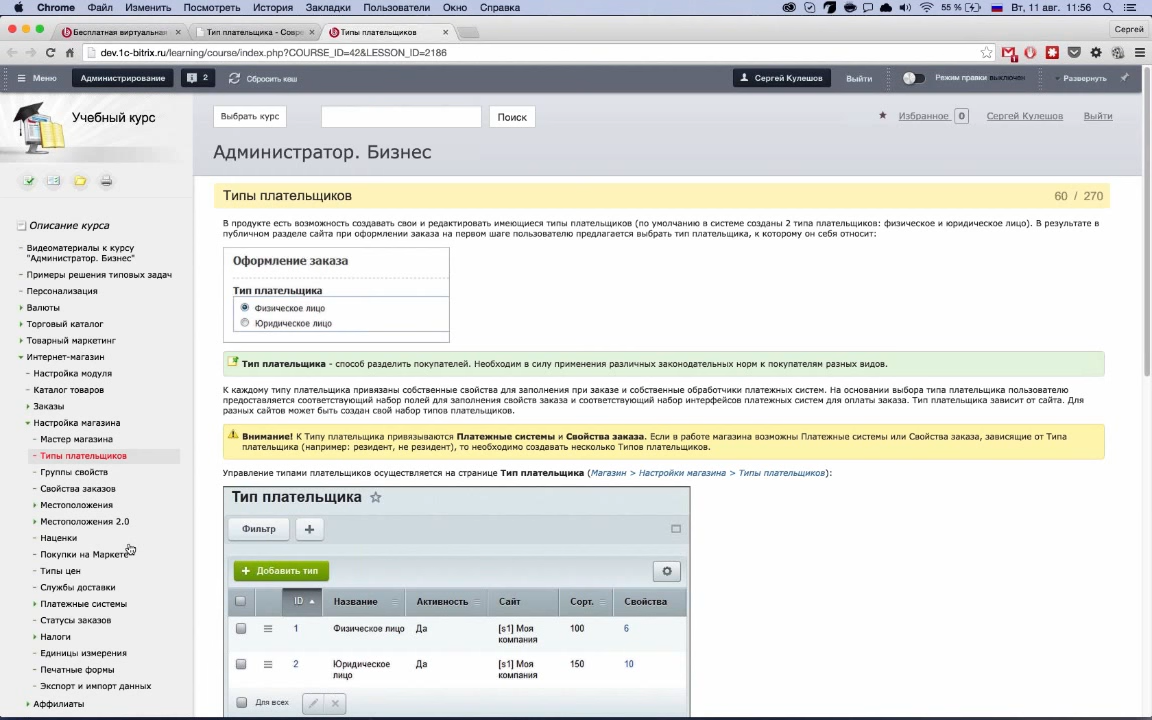 Chrome Файл Изменить Посмотреть История Закладки Пользователи Окно Справка 55 % Вт, 11 авг. 11:56
Бесплатная виртуальная Тип плательщика - Совре Типы плательщиков Сергей
dev.1c-bitrix.ru/learning/course/index.php?COURSE_ID=42&LESSON_ID=2186
Меню Администрирование 2 Сбросить кеш Сергей Кулешов Выйти Режим правки выключен Развернуть
Учебный курс
Выбрать курс Поиск Избранное 0 Сергей Кулешов Выйти
Администратор. Бизнес
Описание курса
Видеоматериалы к курсу
"Администратор. Бизнес"
Примеры решения типовых задач
Персонализация
Валюты
Торговый каталог
Товарный маркетинг
Интернет-магазин
Настройка модуля
Каталог товаров
Заказы
Настройка магазина
Мастер магазина
Типы плательщиков
Группы свойств
Свойства заказов
Местоположения
Местоположения 2.0
Наценки
Покупки на Маркете
Типы цен
Службы доставки
Платежные системы
Статусы заказов
Налоги
Единицы измерения
Печатные формы
Экспорт и импорт данных
Аффилиаты
Типы плательщиков 60 / 270
В продукте есть возможность создавать свои и редактировать имеющиеся типы плательщиков (по умолчанию в системе созданы 2 типа плательщиков: физическое и юридическое лицо). В результате в
публичном разделе сайта при оформлении заказа на первом шаге пользователю предлагается выбрать тип плательщика, к которому он себя относит:
Оформление заказа
Тип плательщика
Физическое лицо
Юридическое лицо
Тип плательщика - способ разделить покупателей. Необходим в силу применения различных законодательных норм к покупателям разных видов.
К каждому типу плательщика привязаны собственные свойства для заполнения при заказе и собственные обработчики платежных систем. На основании выбора типа плательщика пользователю
предоставляется соответствующий набор полей для заполнения свойств заказа и соответствующий набор интерфейсов платежных систем для оплаты заказа. Тип плательщика зависит от сайта. Для
разных сайтов может быть создан свой набор типов плательщиков.
Внимание! К Типу плательщика привязываются Платежные системы и Свойства заказа. Если в работе магазина возможны Платежные системы или Свойства заказа, зависящие от Типа
плательщика (например: резидент, не резидент), то необходимо создавать несколько Типов плательщиков.
Управление типами плательщиков осуществляется на странице Тип плательщика (Магазин > Настройки магазина > Типы плательщиков):
Тип плательщика
Фильтр +
+ Добавить тип
ID Название Активность Сайт Сорт. Свойства
1 Физическое лицо Да [s1] Моя компания 100 6
2 Юридическое лицо Да [s1] Моя компания 150 10
Для всех